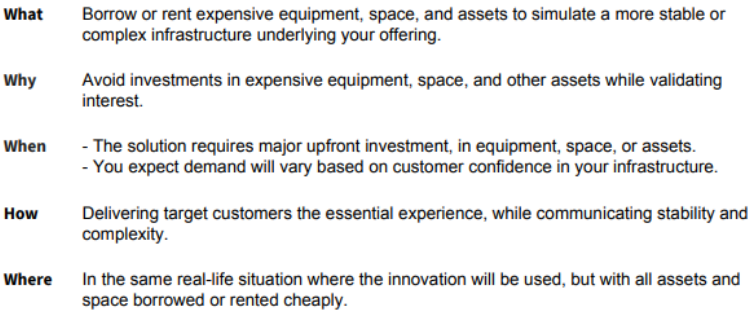 What Borrow or rent expensive equipment, space, and assets to simulate a more stable or
complex infrastructure underlying your offering.
Why Avoid investments in expensive equipment, space, and other assets while validating
interest.
When - The solution requires major upfront investment, in equipment, space, or assets.
- You expect demand will vary based on customer confidence in your infrastructure.
How Delivering target customers the essential experience, while communicating stability and
complexity.
Where In the same real-life situation where the innovation will be used, but with all assets and
space borrowed or rented cheaply.